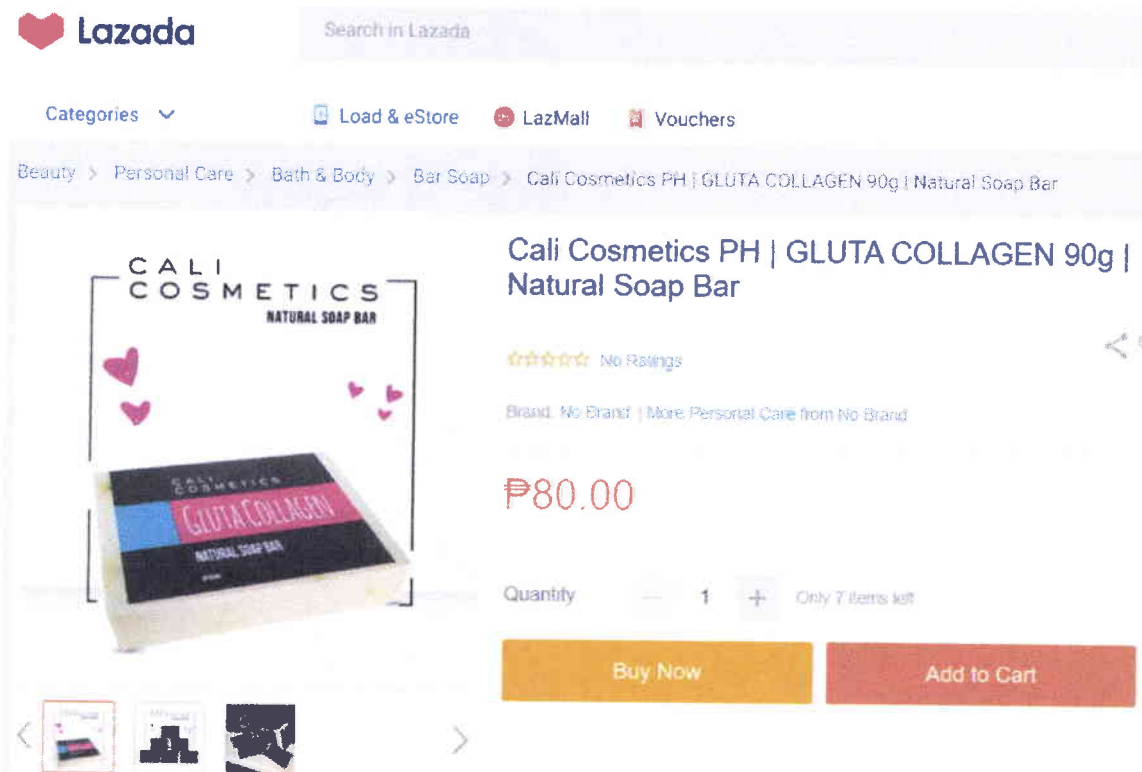 Lazada
Search in Lazada
Categories
Load & eStore
LazMall
Vouchers
Beauty > Personal Care > Bath & Body > Bar Soap > Cali Cosmetics PH | GLUTA COLLAGEN 90g | Natural Soap Bar
CALI
COSMETICS
NATURAL SOAP BAR
CALI
COSMETICS
GLUTA COLLAGEN
NATURAL SOAP BAR
Cali Cosmetics PH | GLUTA COLLAGEN 90g |
Natural Soap Bar
No Ratings
Brand: No Brand | More Personal Care from No Brand
₱80.00
Quantity
1
Only 7 items left
Buy Now
Add to Cart